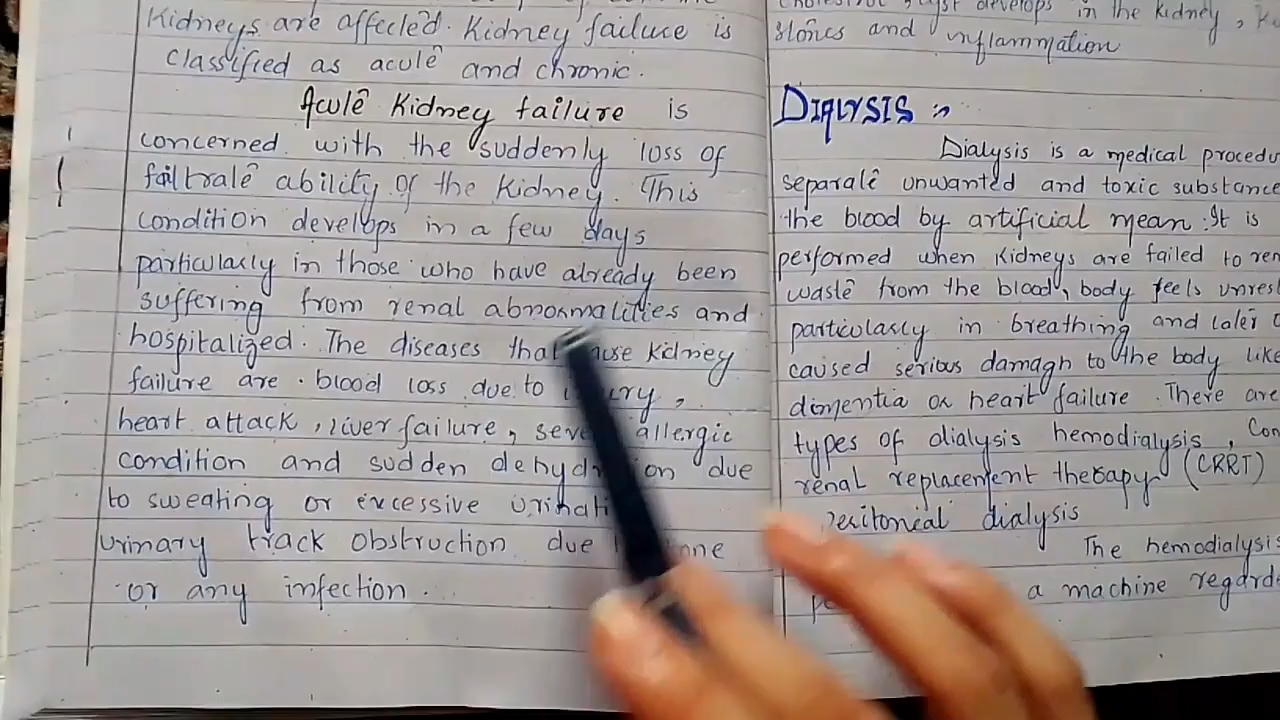 Kidneys are affected. Kidney failure is
classified as acute and chronic.
Acute Kidney failure is
concerned with the suddenly loss of
failtrate ability of the kidney. This
condition develops in a few days
particularly in those who have already been
suffering from renal abnormalities and
hospitalized. The diseases that Kidney
failure are . blood loss due to
heart attack, liver failure, allergic
condition and sudden due
to sweating or excessive
urinary track obstruction due
or any infection.
develops in the kidney,
stones and inflammation
DIALYSIS :-
Dialysis is a medical
separate unwanted and toxic
the blood by artificial mean. It is
performed when kidneys are failed to
waste from the blood, body feels
particularly in breathing and later
caused serious damagn to the body like
dimentia or heart failure. There are
types of dialysis hemodialysis,
renal replacement therapy (CRRT)
dialysis
The hemodialysis
a machine